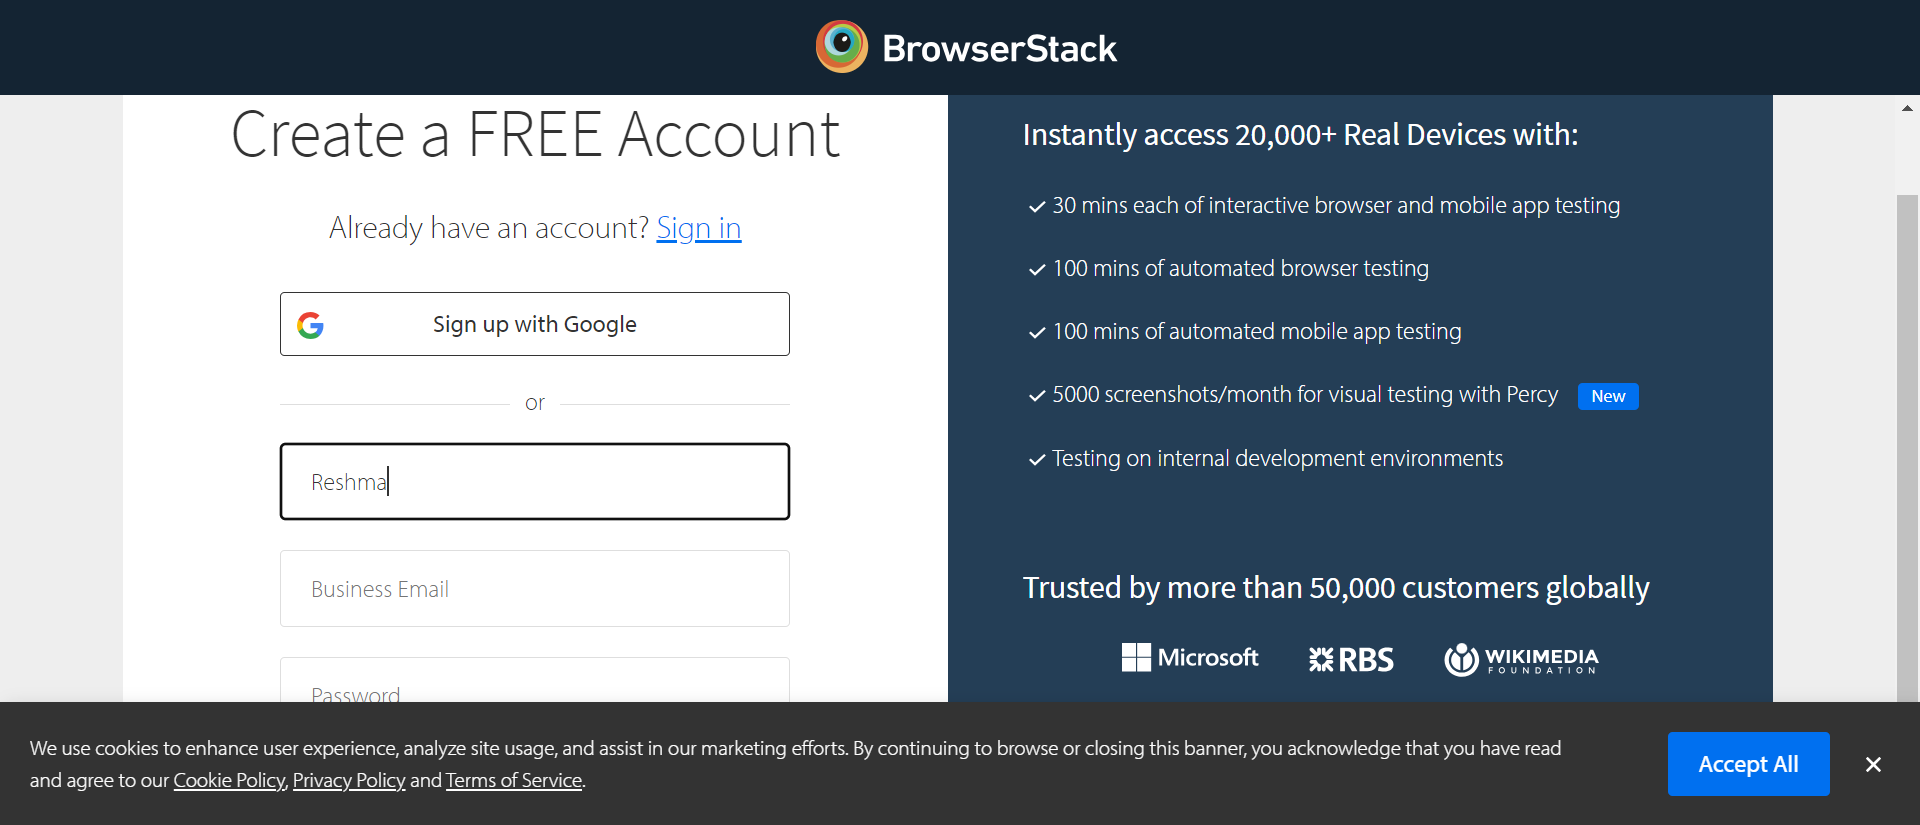 BrowserStack
Create a FREE Account
Already have an account? Sign in
Sign up with Google
or
Reshma
Business Email
Password
Instantly access 20,000+ Real Devices with:
30 mins each of interactive browser and mobile app testing
100 mins of automated browser testing
100 mins of automated mobile app testing
5000 screenshots/month for visual testing with Percy New
Testing on internal development environments
Trusted by more than 50,000 customers globally
Microsoft RBS WIKIMEDIA
FOUNDATION
We use cookies to enhance user experience, analyze site usage, and assist in our marketing efforts. By continuing to browse or closing this banner, you acknowledge that you have read
and agree to our Cookie Policy, Privacy Policy and Terms of Service.
Accept All